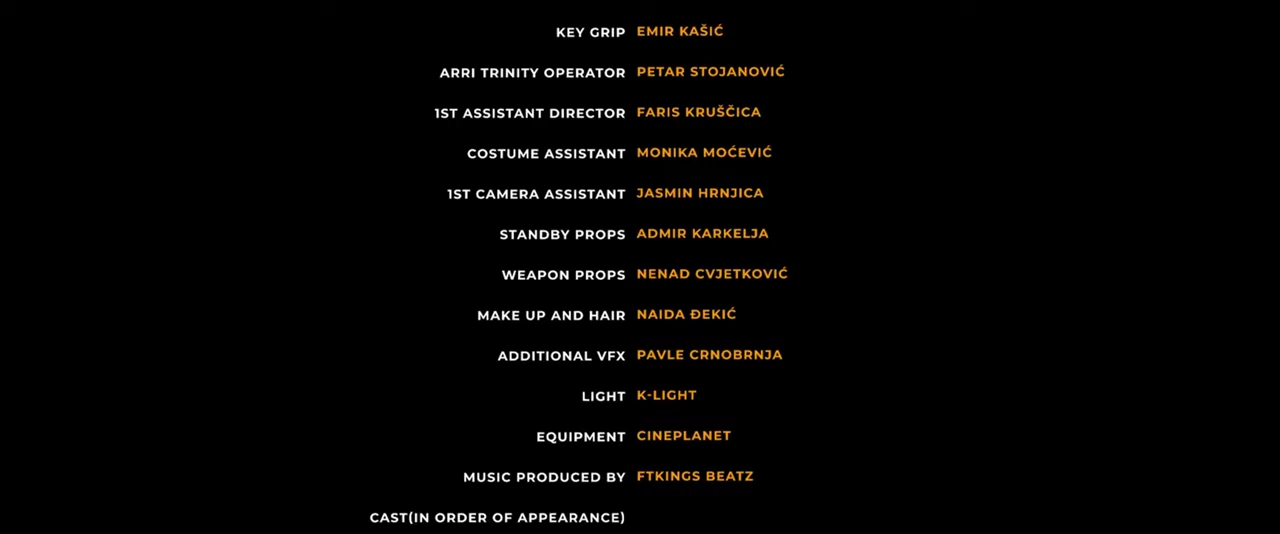 KEY GRIP EMIR KAŠIĆ
ARRI TRINITY OPERATOR PETAR STOJANOVIĆ
1ST ASSISTANT DIRECTOR FARIS KRUŠČICA
COSTUME ASSISTANT MONIKA MOĆEVIĆ
1ST CAMERA ASSISTANT JASMIN HRNJICA
STANDBY PROPS ADMIR KARKELJA
WEAPON PROPS NENAD CVJETKOVIĆ
MAKE UP AND HAIR NAIDA ĐEKIĆ
ADDITIONAL VFX PAVLE CRNOBRNJA
LIGHT K-LIGHT
EQUIPMENT CINEPLANET
MUSIC PRODUCED BY FTKINGS BEATZ
CAST(IN ORDER OF APPEARANCE)